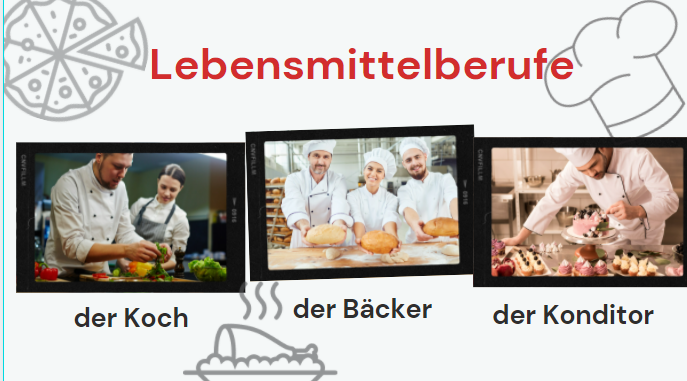 Lebensmittelberufe
der Koch
der Bäcker
der Konditor